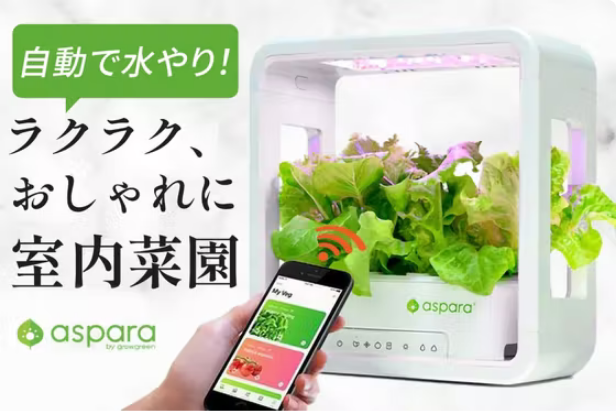 自動で水やり!
ラクラク、
おしゃれに
室内菜園
aspara
by growgreen
aspara
My Veg